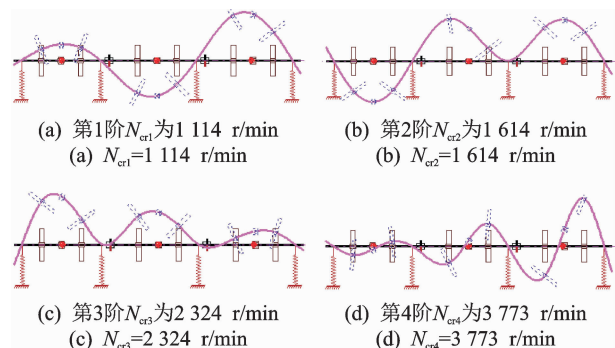 (a) 第1阶Ncr1为1 114 r/min
(a) Ncr1=1 114 r/min
(b) 第2阶Ncr2为1 614 r/min
(b) Ncr2=1 614 r/min
(c) 第3阶Ncr3为2 324 r/min
(c) Ncr3=2 324 r/min
(d) 第4阶Ncr4为3 773 r/min
(d) Ncr4=3 773 r/min